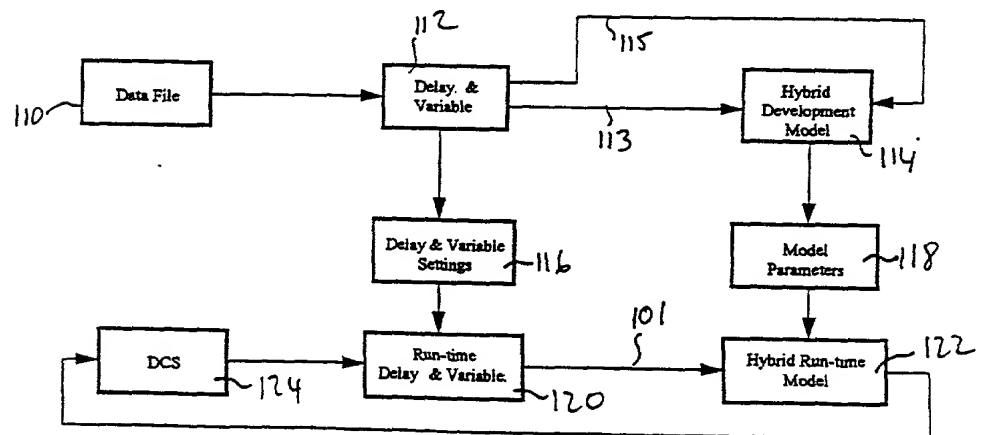 112
115
Data File
110
Delay. &
Variable
113
Hybrid
Development
Model
114
Delay & Variable
Settings
116
Model
Parameters
118
101
DCS
124
Run-time
Delay & Variable.
120
Hybrid Run-time
Model
122